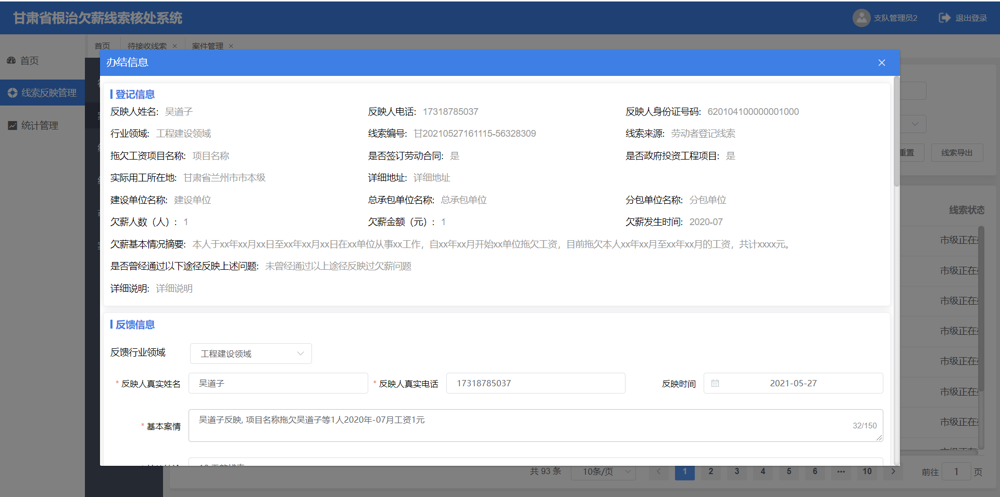 甘肃省根治欠薪线索核处系统
支队管理员2
退出登录
首页
待接收线索 ×
案件管理 ×
首页
线索反映管理
统计管理
办结信息
登记信息
反映人姓名: 吴道子
反映人电话: 17318785037
反映人身份证号码: 620104100000001000
行业领域: 工程建设领域
线索编号: 甘20210527161115-56328309
线索来源: 劳动者登记线索
拖欠工资项目名称: 项目名称
是否签订劳动合同: 是
是否政府投资工程项目: 是
实际用工所在地: 甘肃省兰州市市本级
详细地址: 详细地址
建设单位名称: 建设单位
总承包单位名称: 总承包单位
分包单位名称: 分包单位
欠薪人数（人）: 1
欠薪金额（元）: 1
欠薪发生时间: 2020-07
欠薪基本情况摘要: 本人于xx年xx月xx日至xx年xx月xx日在xx单位从事xx工作，自xx年xx月开始xx单位拖欠工资，目前拖欠本人xx年xx月至xx年xx月的工资，共计xxxx元。
是否曾经通过以下途径反映上述问题: 未曾经通过以上途径反映过欠薪问题
详细说明: 详细说明
反馈信息
反馈行业领域 工程建设领域
* 反映人真实姓名 吴道子
* 反映人真实电话 17318785037
反映时间 2021-05-27
* 基本案情 吴道子反映, 项目名称拖欠吴道子等1人2020年-07月工资1元
32/150
重置
线索导出
线索状态
市级正在
市级正在
市级正在
市级正在
市级正在
市级正在
市级正在
共 93 条
10条/页
1 2 3 4 5 6 ••• 10
前往 1 页